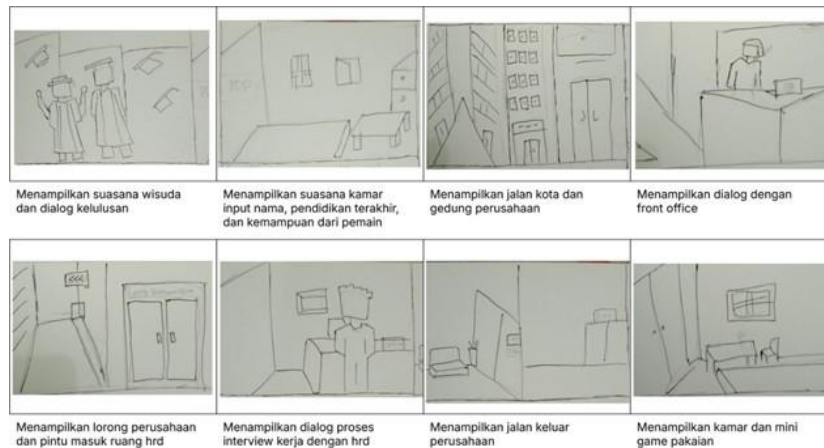 Menampilkan suasana wisuda
dan dialog kelulusan
Menampilkan suasana kamar
input nama, pendidikan terakhir,
dan kemampuan dari pemain
Menampilkan jalan kota dan
gedung perusahaan
Menampilkan dialog dengan
front office
<<<
Menampilkan lorong perusahaan
dan pintu masuk ruang hrd
Menampilkan dialog proses
interview kerja dengan hrd
Menampilkan jalan keluar
perusahaan
Menampilkan kamar dan mini
game pakaian